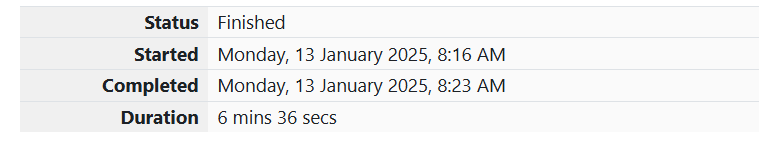 Status Finished
Started Monday, 13 January 2025, 8:16 AM
Completed Monday, 13 January 2025, 8:23 AM
Duration 6 mins 36 secs